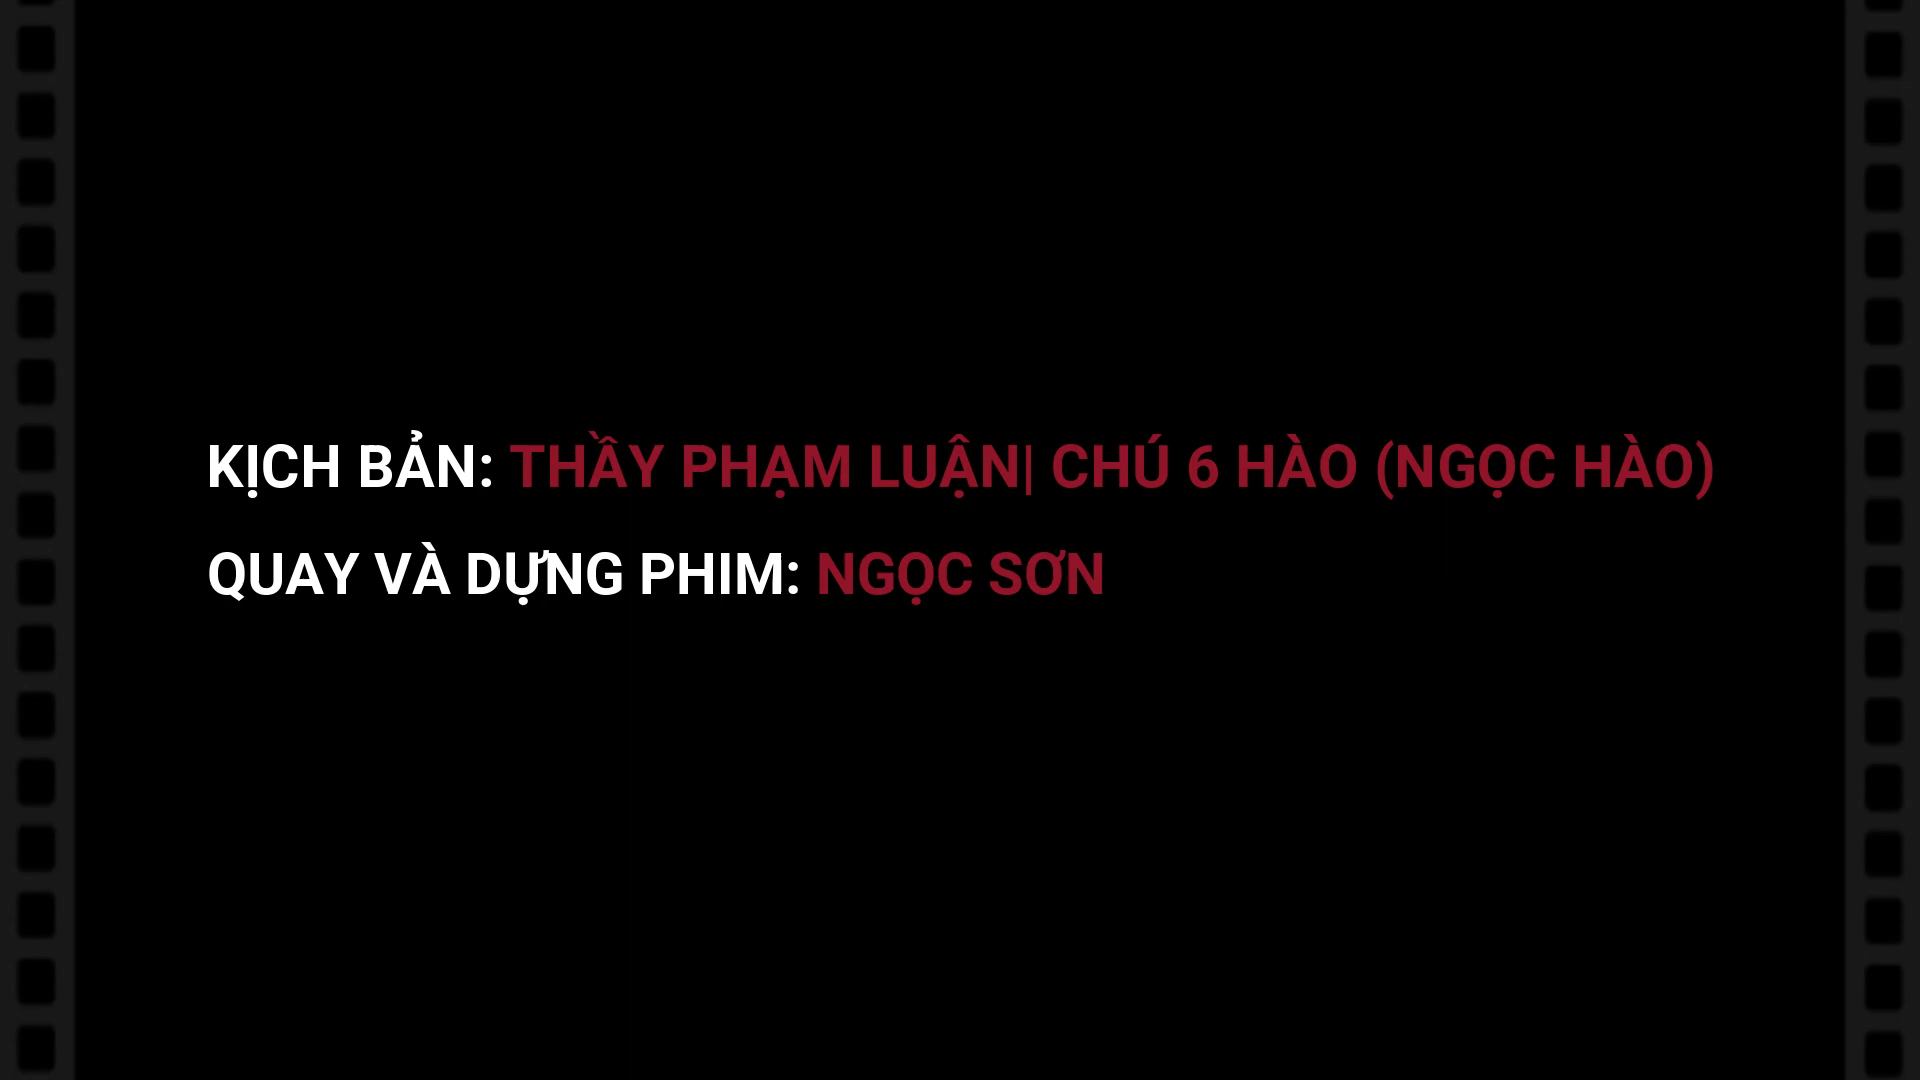 KỊCH BẢN: THẦY PHẠM LUẬN| CHÚ 6 HÀO (NGỌC HÀO)
QUAY VÀ DỰNG PHIM: NGỌC SƠN